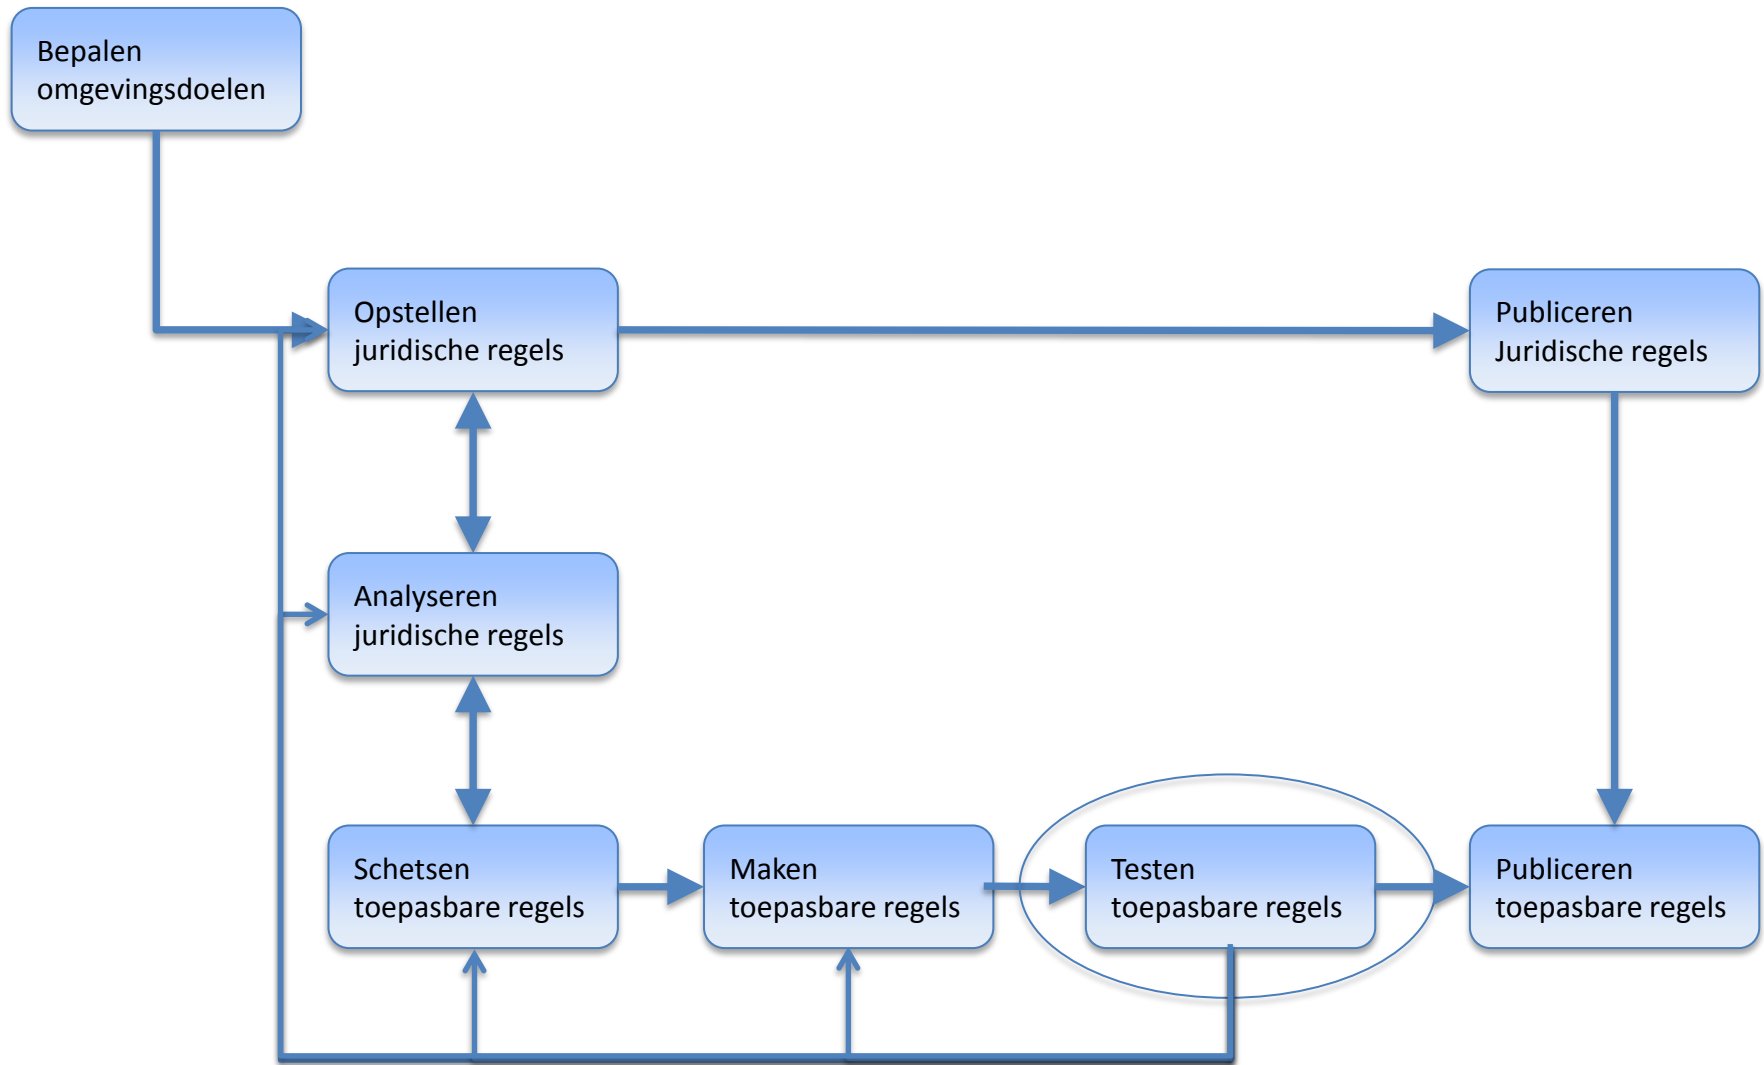 Bepalen
omgevingsdoelen
Opstellen
juridische regels
Publiceren
Juridische regels
Analyseren
juridische regels
Schetsen
toepasbare regels
Maken
toepasbare regels
Testen
toepasbare regels
Publiceren
toepasbare regels